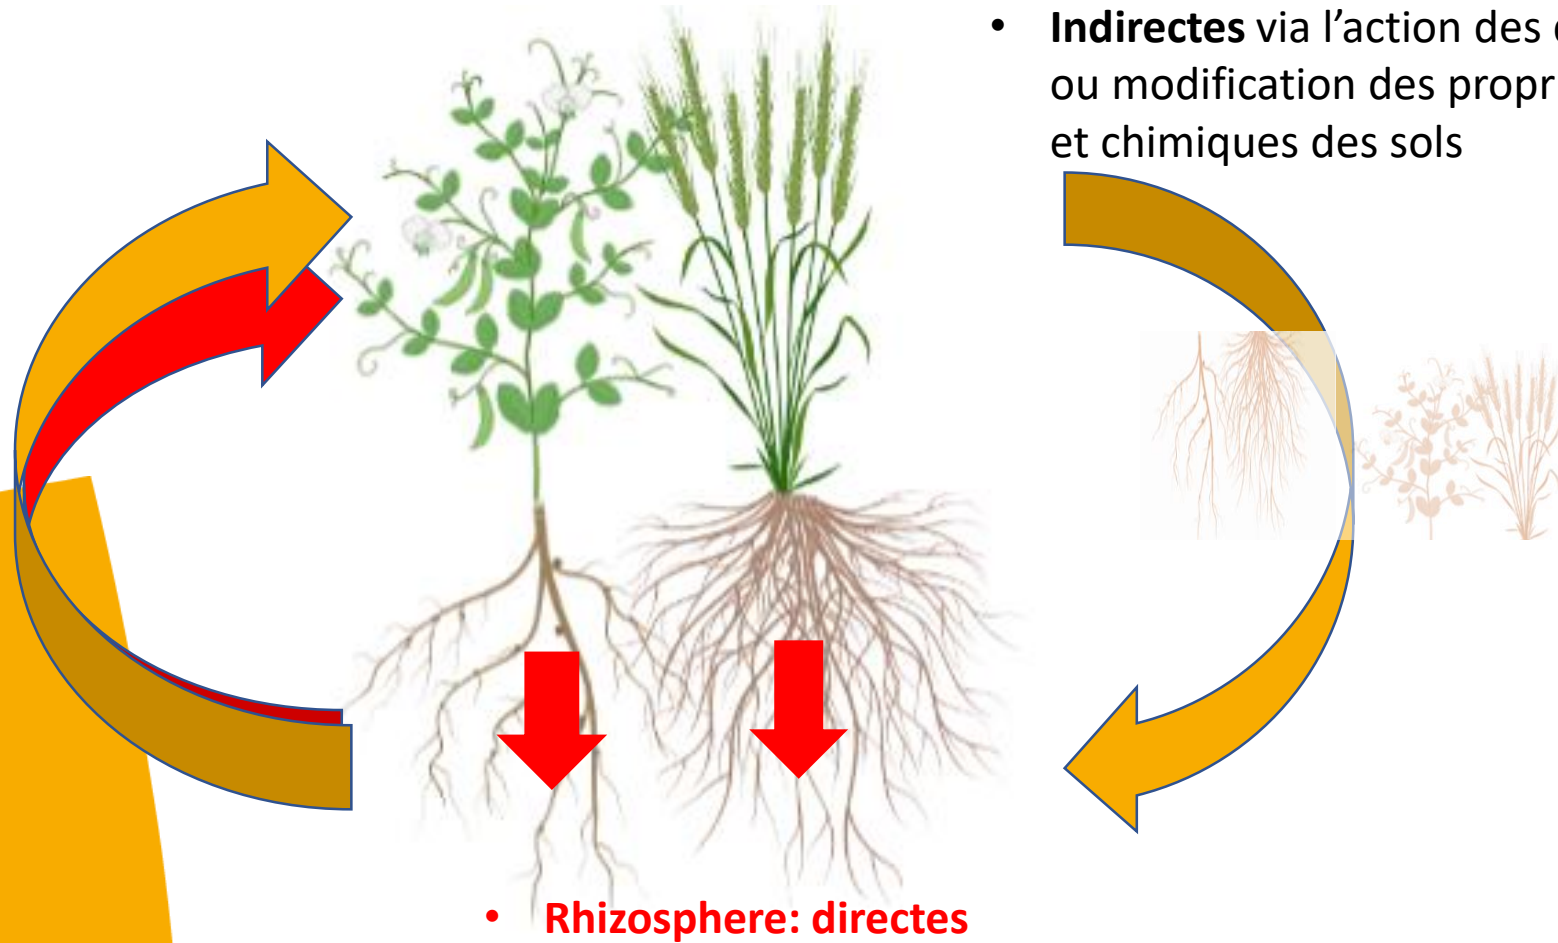 • Indirectes via l’action des
ou modification des propr
et chimiques des sols
• Rhizosphere: directes